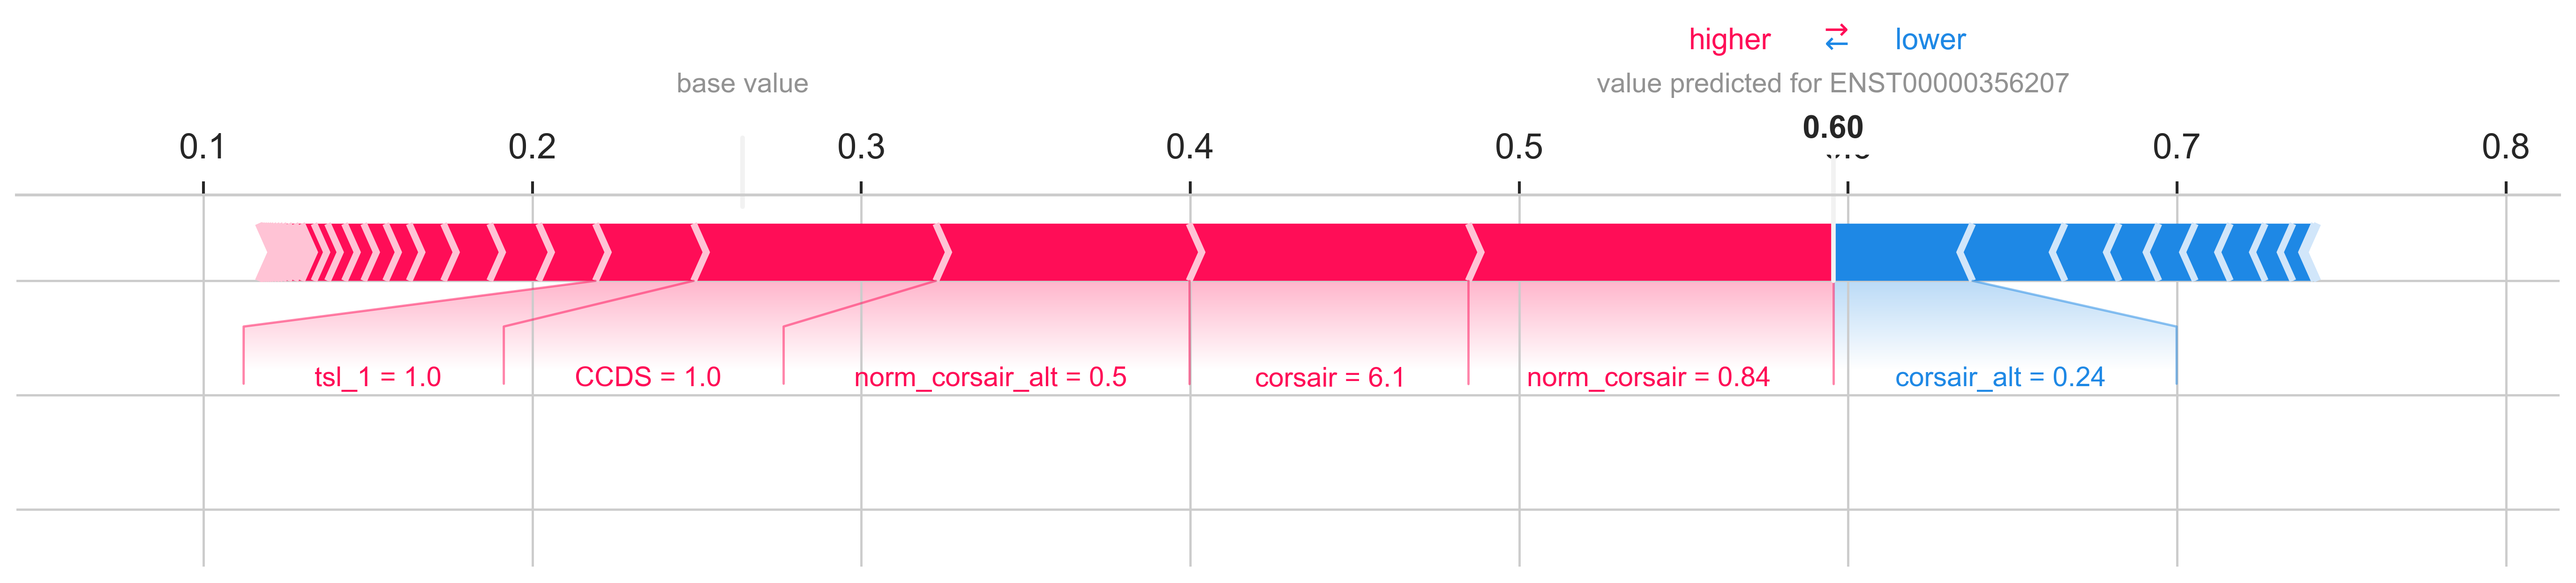 higher ⇄ lower
base value value predicted for ENST00000356207
0.60
0.1 0.2 0.3 0.4 0.5 0.7 0.8
tsl_1 = 1.0 CCDS = 1.0 norm_corsair_alt = 0.5 corsair = 6.1 norm_corsair = 0.84 corsair_alt = 0.24